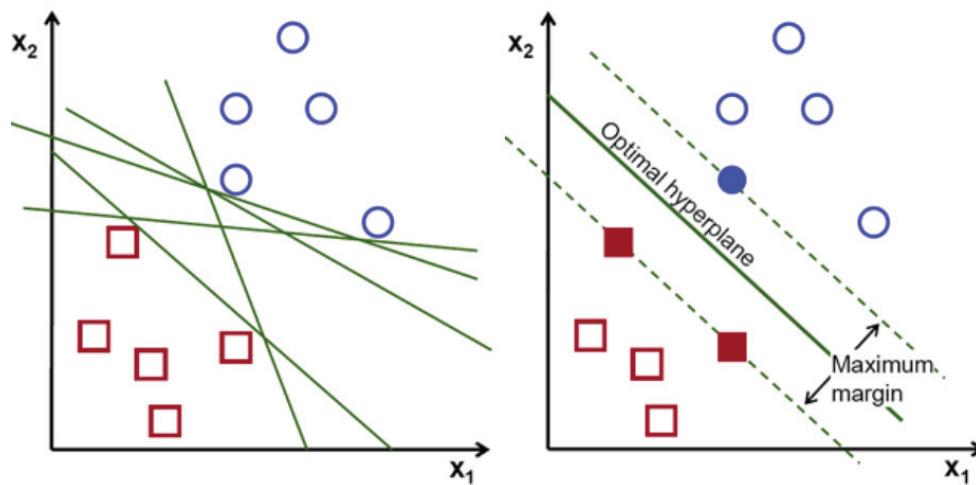 x₂
x₁
x₂
Optimal hyperplane
Maximum
margin
x₁